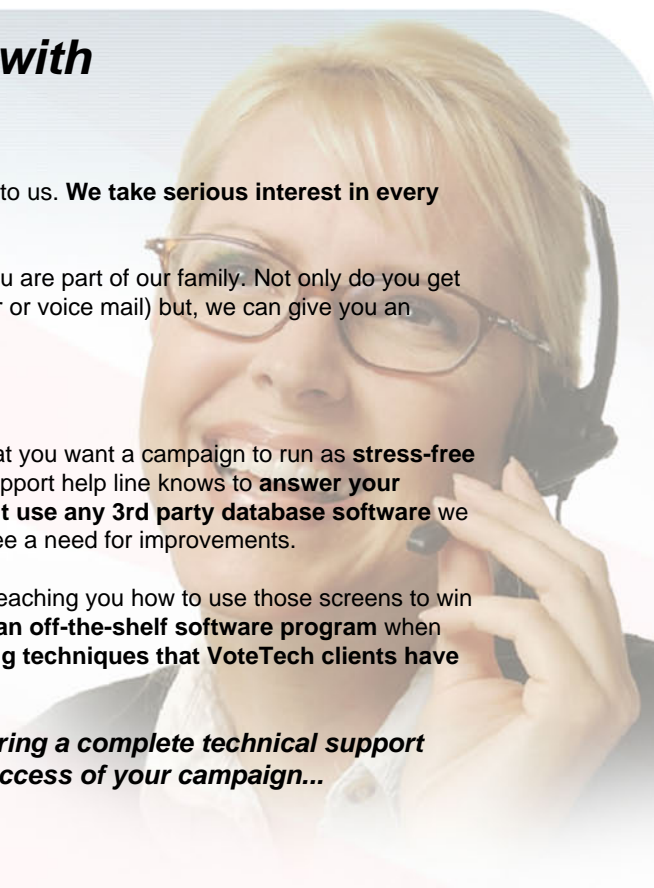 with
to us. We take serious interest in every
u are part of our family. Not only do you get
r or voice mail) but, we can give you an
at you want a campaign to run as stress-free
pport help line knows to answer your
t use any 3rd party database software we
ee a need for improvements.
eaching you how to use those screens to win
an off-the-shelf software program when
g techniques that VoteTech clients have
ring a complete technical support
ccess of your campaign...